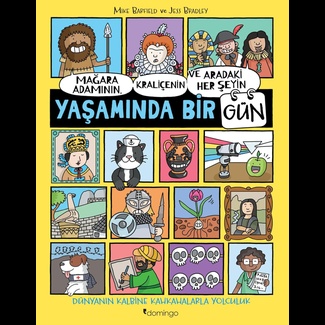 MIKE BARFIELD VE JESS BRADLEY
MAĞARA
ADAMININ,
KRALİÇENİN
VE ARADAKİ
HER ŞEYİN
YAŞAMINDA BİR
GÜN
DÜNYANIN KALBİNE KAHKAHALARLA YOLCULUK
domingo